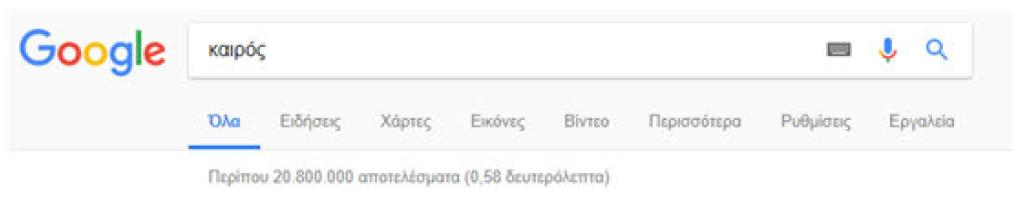 Google καιρός
Όλα Ειδήσεις Χάρτες Εικόνες Βίντεο Περισσότερα Ρυθμίσεις Εργαλεία
Περίπου 20.800.000 αποτελέσματα (0,58 δευτερόλεπτα)